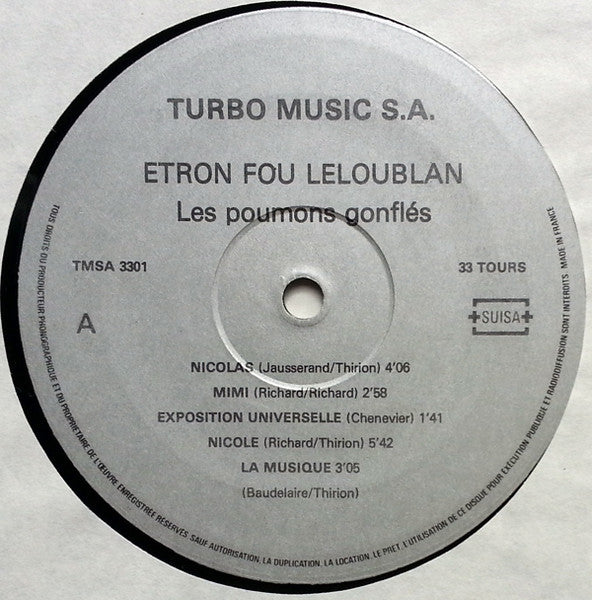 TURBO MUSIC S.A.
ETRON FOU LELOUBLAN
Les poumons gonflés
TMSA 3301
33 TOURS
A
+SUISA+
NICOLAS (Jausserand/Thirion) 4'06
MIMI (Richard/Richard) 2'58
EXPOSITION UNIVERSELLE (Chenevier) 1'41
NICOLE (Richard/Thirion) 5'42
LA MUSIQUE 3'05
(Baudelaire/Thirion)
TOUS DROITS DU PRODUCTEUR PHONOGRAPHIQUE ET DU PROPRIETAIRE DE L'ŒUVRE ENREGISTREE RESERVES. SAUF AUTORISATION, LA DUPLICATION, LA LOCATION, LE PRET, L'UTILISATION DE CE DISQUE POUR EXECUTION PUBLIQUE ET RADIODIFFUSION SONT INTERDITS. MADE IN FRANCE